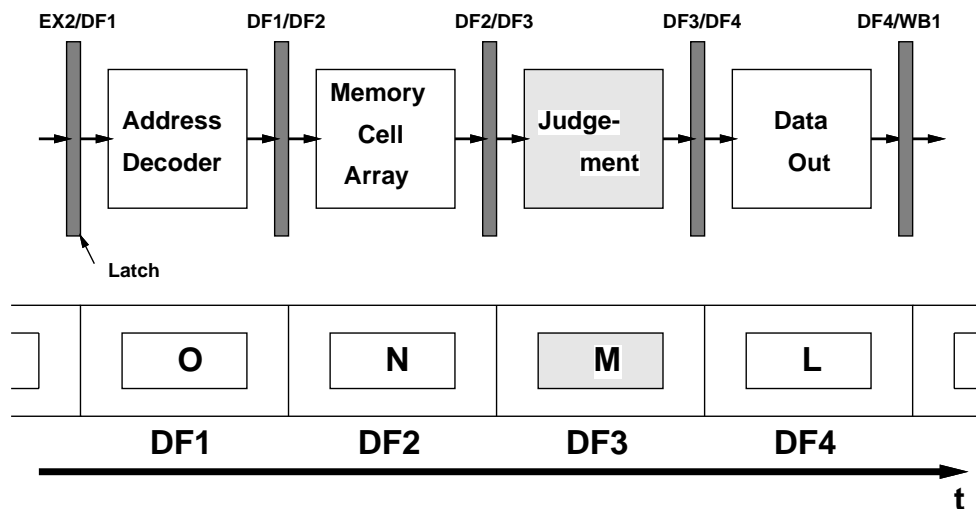 EX2/DF1 DF1/DF2 DF2/DF3 DF3/DF4 DF4/WB1
Address
Decoder
Memory
Cell
Array
Judge-
ment
Data
Out
Latch
O N M L
DF1 DF2 DF3 DF4
t